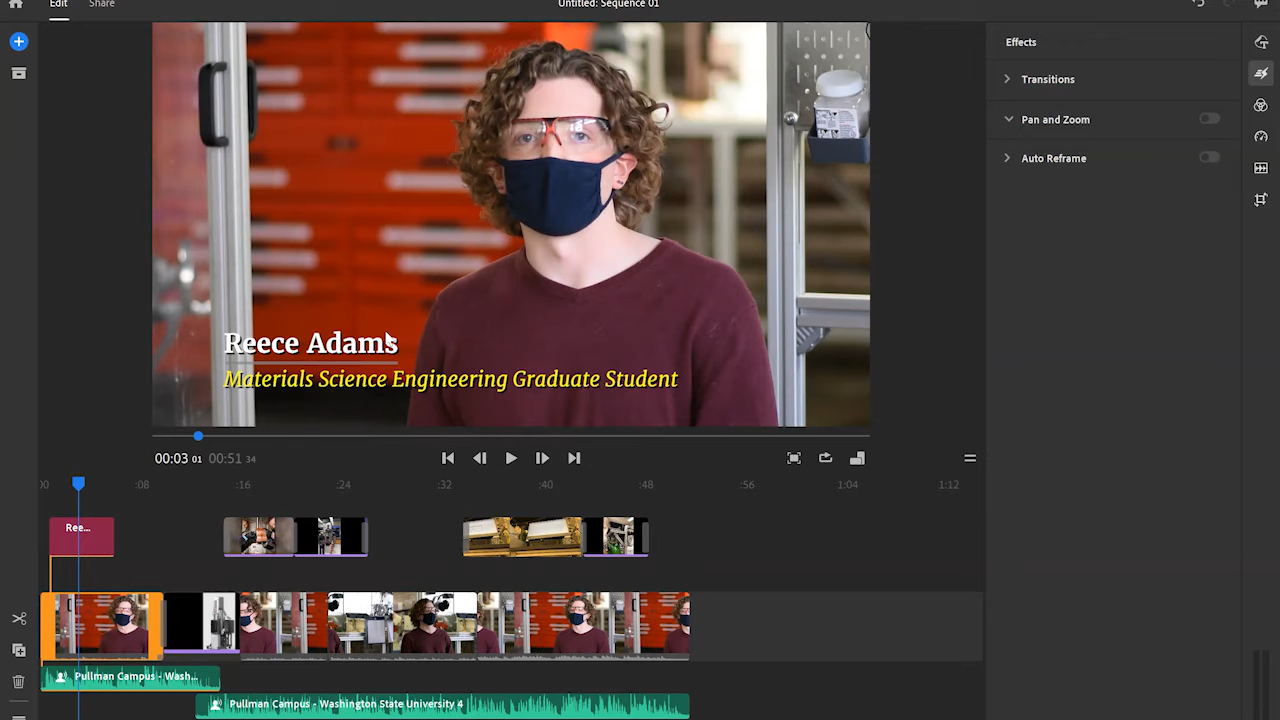 Edit Share Untitled: Sequence 01
Effects
Transitions
Pan and Zoom
Auto Reframe
Reece Adams
Materials Science Engineering Graduate Student
00:03 01 00:51 34
:00 :08 :16 :24 :32 :40 :48 :56 1:04 1:12
Ree...
Pullman Campus - Wash...
Pullman Campus - Washington State University 4